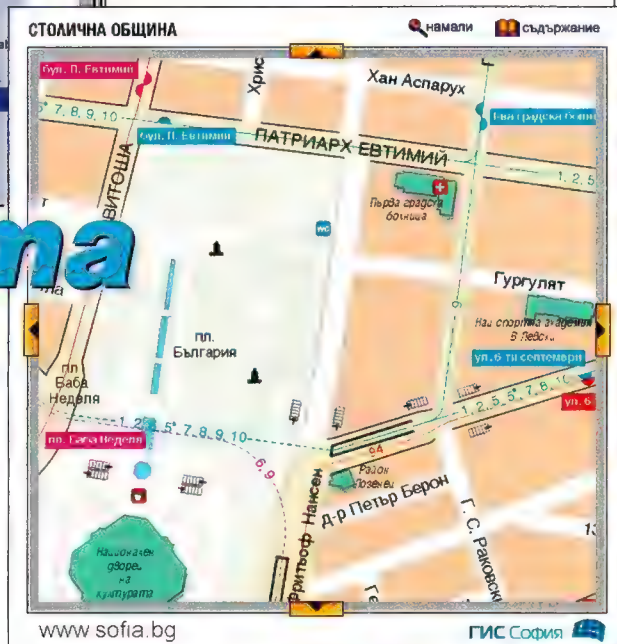 СТОЛИЧНА ОБЩИНА
намали
съдържание
бул. П. Евтимий
Хан Аспарух
5* 7, 8, 9, 10
бул. П. Евтимий
ПАТРИАРХ ЕВТИМИЙ
1, 2, 5
ВИТОША
Първа градска
болница
wc
та
9
Гургулят
Нац спортна академия
В Левски
пл.
България
ул. 6 ти септември
пл
Баба
Неделя
ул. 6
1, 2, 5, 5* 7, 8, 9, 10
1, 2, 5, 5* 7, 8, 9, 10
пл. Баба Неделя
94
6, 9
Район
Лозенец
д-р Петър Берон
Фритьоф Нансен
Г. С. Раковски
Национален
дворец
на
културата
www sofia.bg
ГИС София